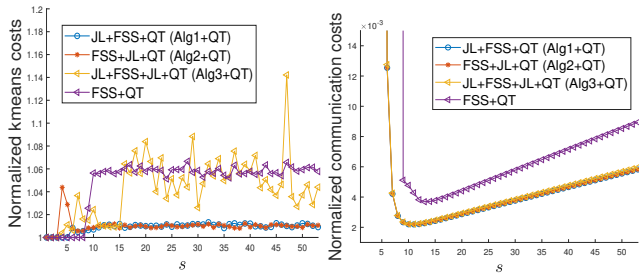 Normalized kmeans costs
1.2
1.18
1.16
1.14
1.12
1.1
1.08
1.06
1.04
1.02
1
JL+FSS+QT (Alg1+QT)
FSS+JL+QT (Alg2+QT)
JL+FSS+JL+QT (Alg3+QT)
FSS+QT
1 5 10 15 20 25 30 35 40 45 50
s
Normalized communication costs
×10⁻³
14
12
10
8
6
4
2
0
JL+FSS+QT (Alg1+QT)
FSS+JL+QT (Alg2+QT)
JL+FSS+JL+QT (Alg3+QT)
FSS+QT
5 10 15 20 25 30 35 40 45 50
s